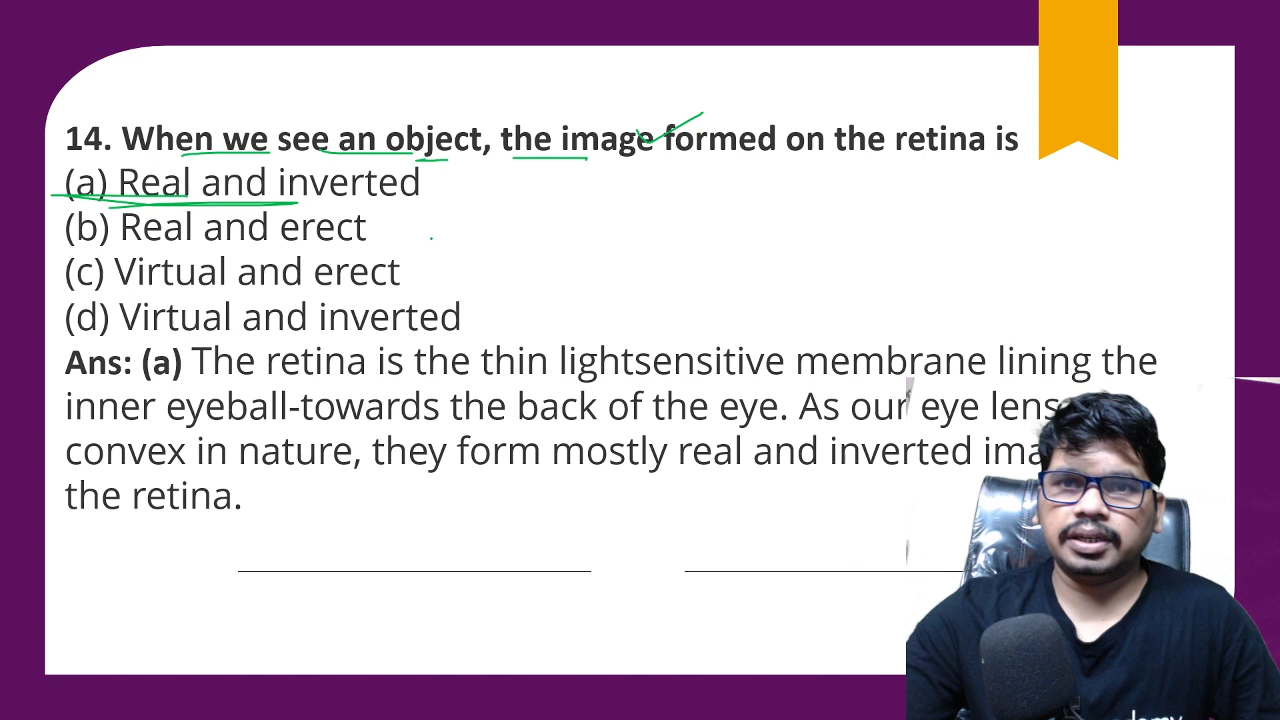 14. When we see an object, the image formed on the retina is
(a) Real and inverted
(b) Real and erect
(c) Virtual and erect
(d) Virtual and inverted
Ans: (a) The retina is the thin lightsensitive membrane lining the
inner eyeball-towards the back of the eye. As our eye lens
convex in nature, they form mostly real and inverted
the retina.